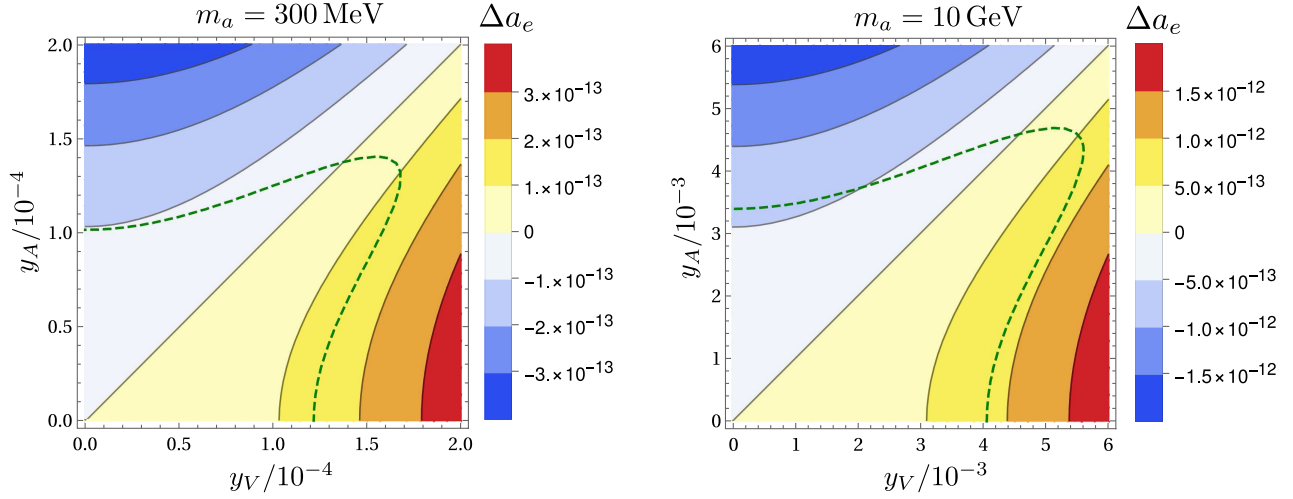 m_a = 300 MeV
Δa_e
2.0
1.5
1.0
0.5
0.0
y_A/10^{-4}
0.0 0.5 1.0 1.5 2.0
y_V/10^{-4}
3.×10^{-13}
2.×10^{-13}
1.×10^{-13}
0
-1.×10^{-13}
-2.×10^{-13}
-3.×10^{-13}
m_a = 10 GeV
Δa_e
6
5
4
3
2
1
0
y_A/10^{-3}
0 1 2 3 4 5 6
y_V/10^{-3}
1.5×10^{-12}
1.0×10^{-12}
5.0×10^{-13}
0
-5.0×10^{-13}
-1.0×10^{-12}
-1.5×10^{-12}